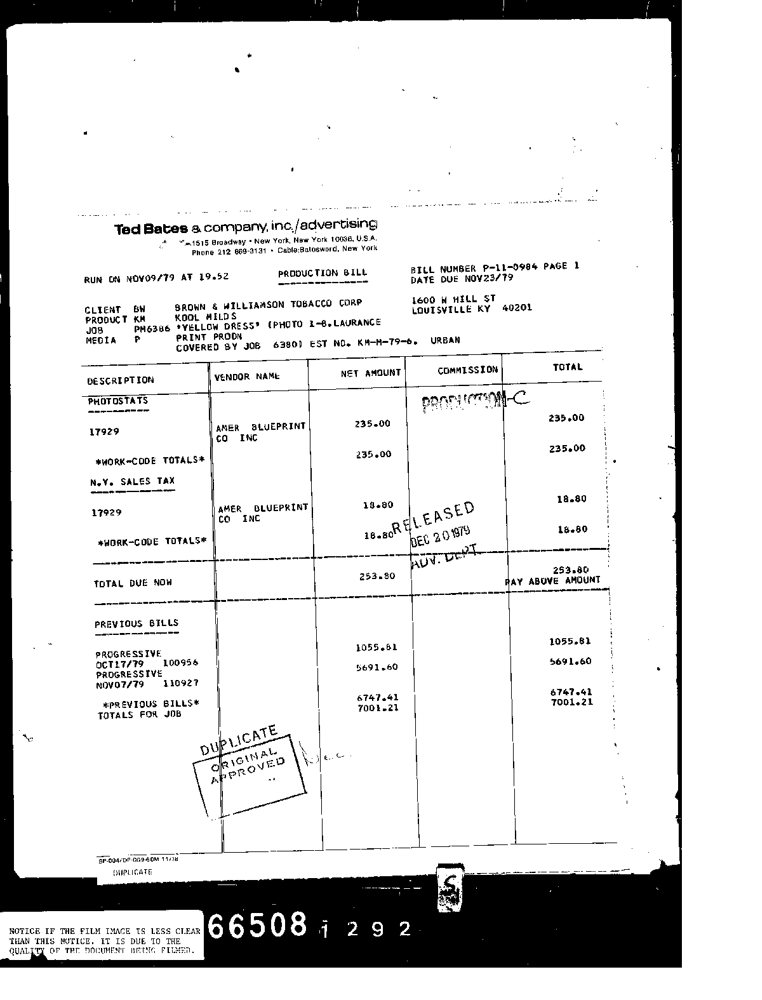 Ted Bates & company, inc./advertising
1515 Broadway • New York, New York 10036, U.S.A.
Phone 212 869-3131 • Cable:Batesword, New York
RUN ON NOV09/79 AT 19.52 PRODUCTION BILL BILL NUMBER P-11-0984 PAGE 1
DATE DUE NOV23/79
CLIENT BW BROWN & WILLIAMSON TOBACCO CORP 1600 W HILL ST
PRODUCT KM KOOL MILDS LOUISVILLE KY 40201
JOB PM6386 *YELLOW DRESS* (PHOTO 1-B.LAURANCE
MEDIA P PRINT PRODN
COVERED BY JOB 6380) EST NO. KM-M-79-6. URBAN
DESCRIPTION VENDOR NAME NET AMOUNT COMMISSION TOTAL
PHOTOSTATS PRODUCTION-C
17929 AMER BLUEPRINT 235.00 235.00
CO INC
*WORK-CODE TOTALS* 235.00 235.00
N.Y. SALES TAX
17929 AMER BLUEPRINT 18.80 18.80
CO INC
*WORK-CODE TOTALS* 18.80 18.80
RELEASED
DEC 20 1979
ADV. DEPT
TOTAL DUE NOW 253.80 253.80
PAY ABOVE AMOUNT
PREVIOUS BILLS
PROGRESSIVE 1055.81 1055.81
OCT17/79 100956
PROGRESSIVE 5691.60 5691.60
NOV07/79 110927
*PREVIOUS BILLS* 6747.41 6747.41
TOTALS FOR JOB 7001.21 7001.21
DUPLICATE
ORIGINAL
APPROVED
DUPLICATE
S
66508 1292
NOTICE IF THE FILM IMAGE IS LESS CLEAR
THAN THIS NOTICE. IT IS DUE TO THE
QUALITY OF THE DOCUMENT BEING FILMED.